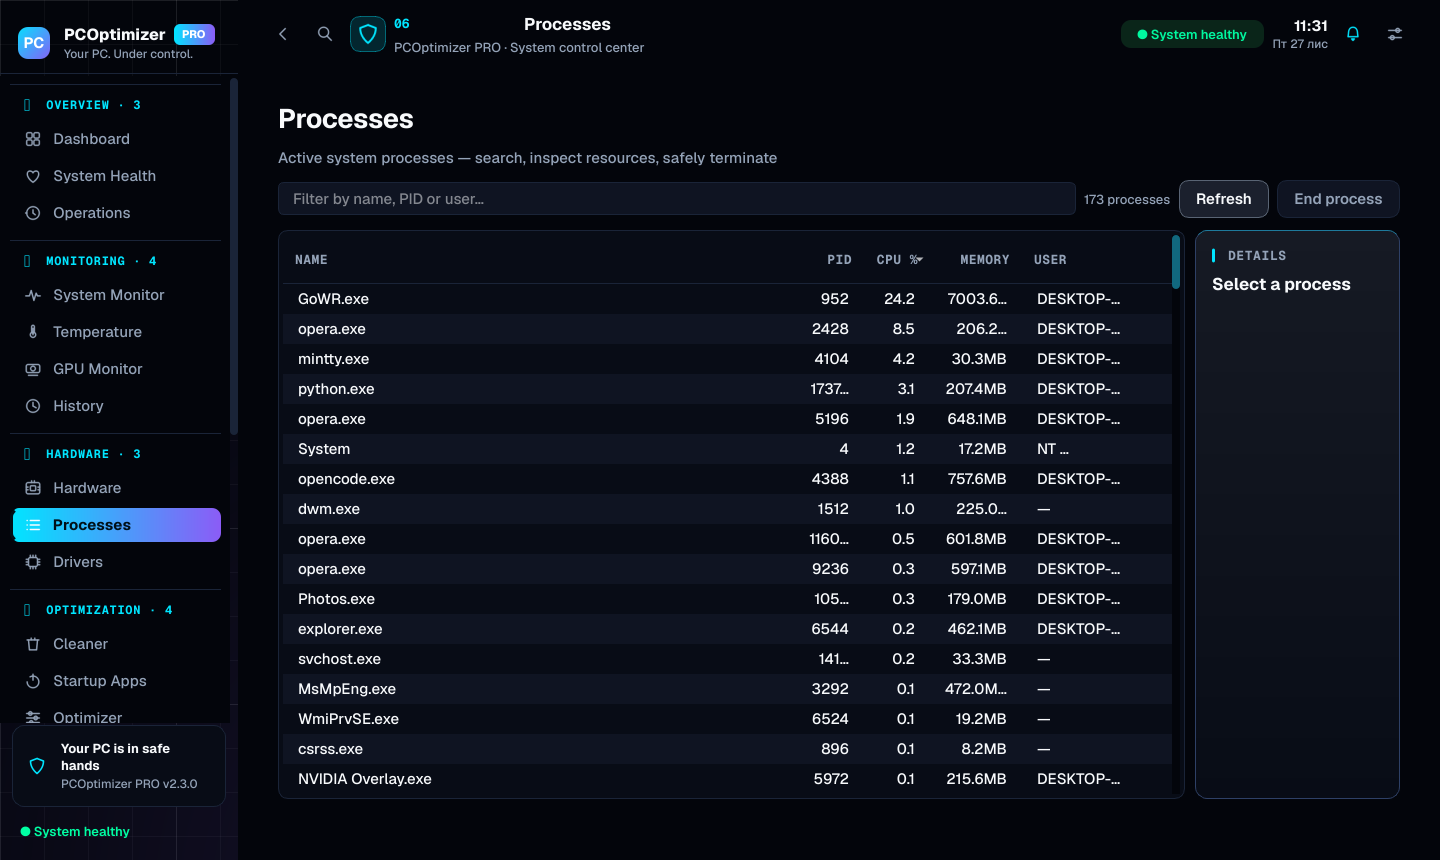 PC
PCOptimizer PRO
Your PC. Under control.
OVERVIEW · 3
Dashboard
System Health
Operations
MONITORING · 4
System Monitor
Temperature
GPU Monitor
History
HARDWARE · 3
Hardware
Processes
Drivers
OPTIMIZATION · 4
Cleaner
Startup Apps
Optimizer
Your PC is in safe
hands
PCOptimizer PRO v2.3.0
System healthy
06
Processes
PCOptimizer PRO · System control center
System healthy
11:31
Пт 27 лис
Processes
Active system processes — search, inspect resources, safely terminate
Filter by name, PID or user...
173 processes
Refresh
End process
NAME PID CPU % MEMORY USER
GoWR.exe 952 24.2 7003.6... DESKTOP-...
opera.exe 2428 8.5 206.2... DESKTOP-...
mintty.exe 4104 4.2 30.3MB DESKTOP-...
python.exe 1737... 3.1 207.4MB DESKTOP-...
opera.exe 5196 1.9 648.1MB DESKTOP-...
System 4 1.2 17.2MB NT ...
opencode.exe 4388 1.1 757.6MB DESKTOP-...
dwm.exe 1512 1.0 225.0... —
opera.exe 1160... 0.5 601.8MB DESKTOP-...
opera.exe 9236 0.3 597.1MB DESKTOP-...
Photos.exe 105... 0.3 179.0MB DESKTOP-...
explorer.exe 6544 0.2 462.1MB DESKTOP-...
svchost.exe 141... 0.2 33.3MB —
MsMpEng.exe 3292 0.1 472.0M... —
WmiPrvSE.exe 6524 0.1 19.2MB —
csrss.exe 896 0.1 8.2MB —
NVIDIA Overlay.exe 5972 0.1 215.6MB DESKTOP-...
DETAILS
Select a process